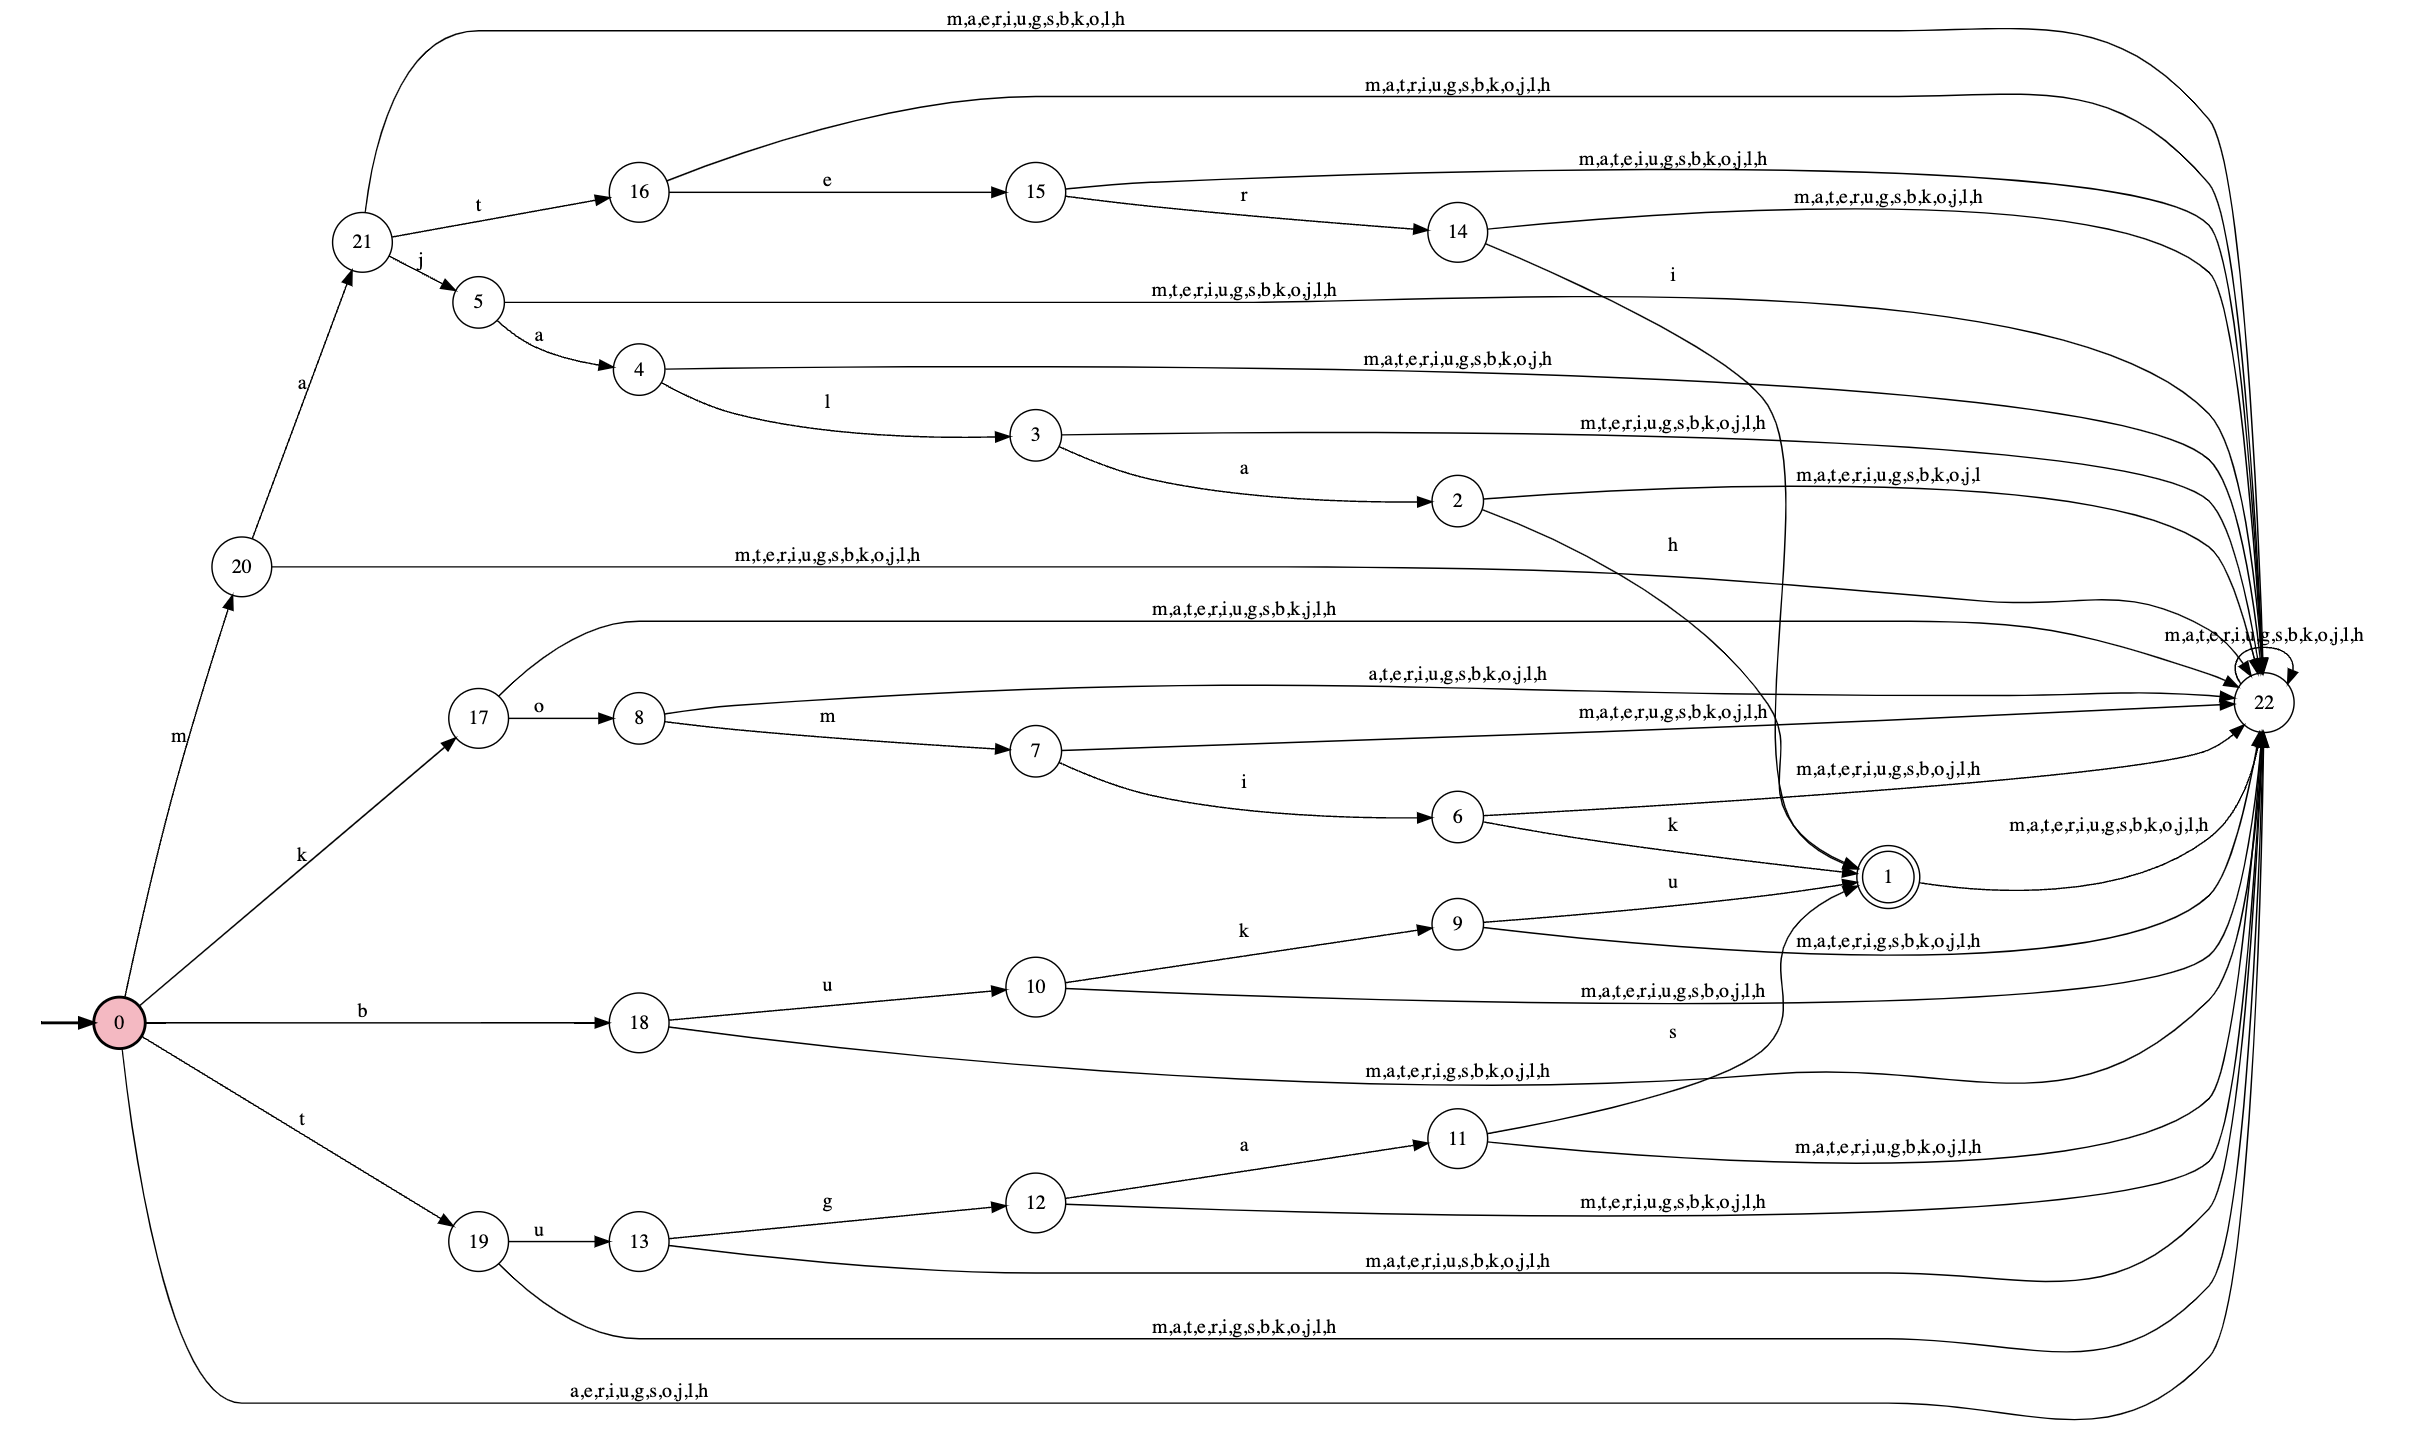 m,a,e,r,i,u,g,s,b,k,o,l,h
m,a,t,r,i,u,g,s,b,k,o,j,l,h
m,a,t,e,i,u,g,s,b,k,o,j,l,h
16
e
15
r
m,a,t,e,r,u,g,s,b,k,o,j,l,h
t
14
21
j
i
m,t,e,r,i,u,g,s,b,k,o,j,l,h
5
a
m,a,t,e,r,i,u,g,s,b,k,o,j,h
4
a
l
m,t,e,r,i,u,g,s,b,k,o,j,l,h
3
a
m,a,t,e,r,i,u,g,s,b,k,o,j,l
2
h
m,t,e,r,i,u,g,s,b,k,o,j,l,h
20
m,a,t,e,r,i,u,g,s,b,k,j,l,h
m,a,t,e,r,i,u,g,s,b,k,o,j,l,h
a,t,e,r,i,u,g,s,b,k,o,j,l,h
22
17
o
8
m
m,a,t,e,r,u,g,s,b,k,o,j,l,h
m
7
i
m,a,t,e,r,i,u,g,s,b,o,j,l,h
6
k
m,a,t,e,r,i,u,g,s,b,k,o,j,l,h
k
1
u
9
k
m,a,t,e,r,i,g,s,b,k,o,j,l,h
u
10
m,a,t,e,r,i,u,g,s,b,o,j,l,h
0
b
18
s
m,a,t,e,r,i,g,s,b,k,o,j,l,h
t
11
a
m,a,t,e,r,i,u,g,b,k,o,j,l,h
g
12
m,t,e,r,i,u,g,s,b,k,o,j,l,h
19
u
13
m,a,t,e,r,i,u,s,b,k,o,j,l,h
m,a,t,e,r,i,g,s,b,k,o,j,l,h
a,e,r,i,u,g,s,o,j,l,h